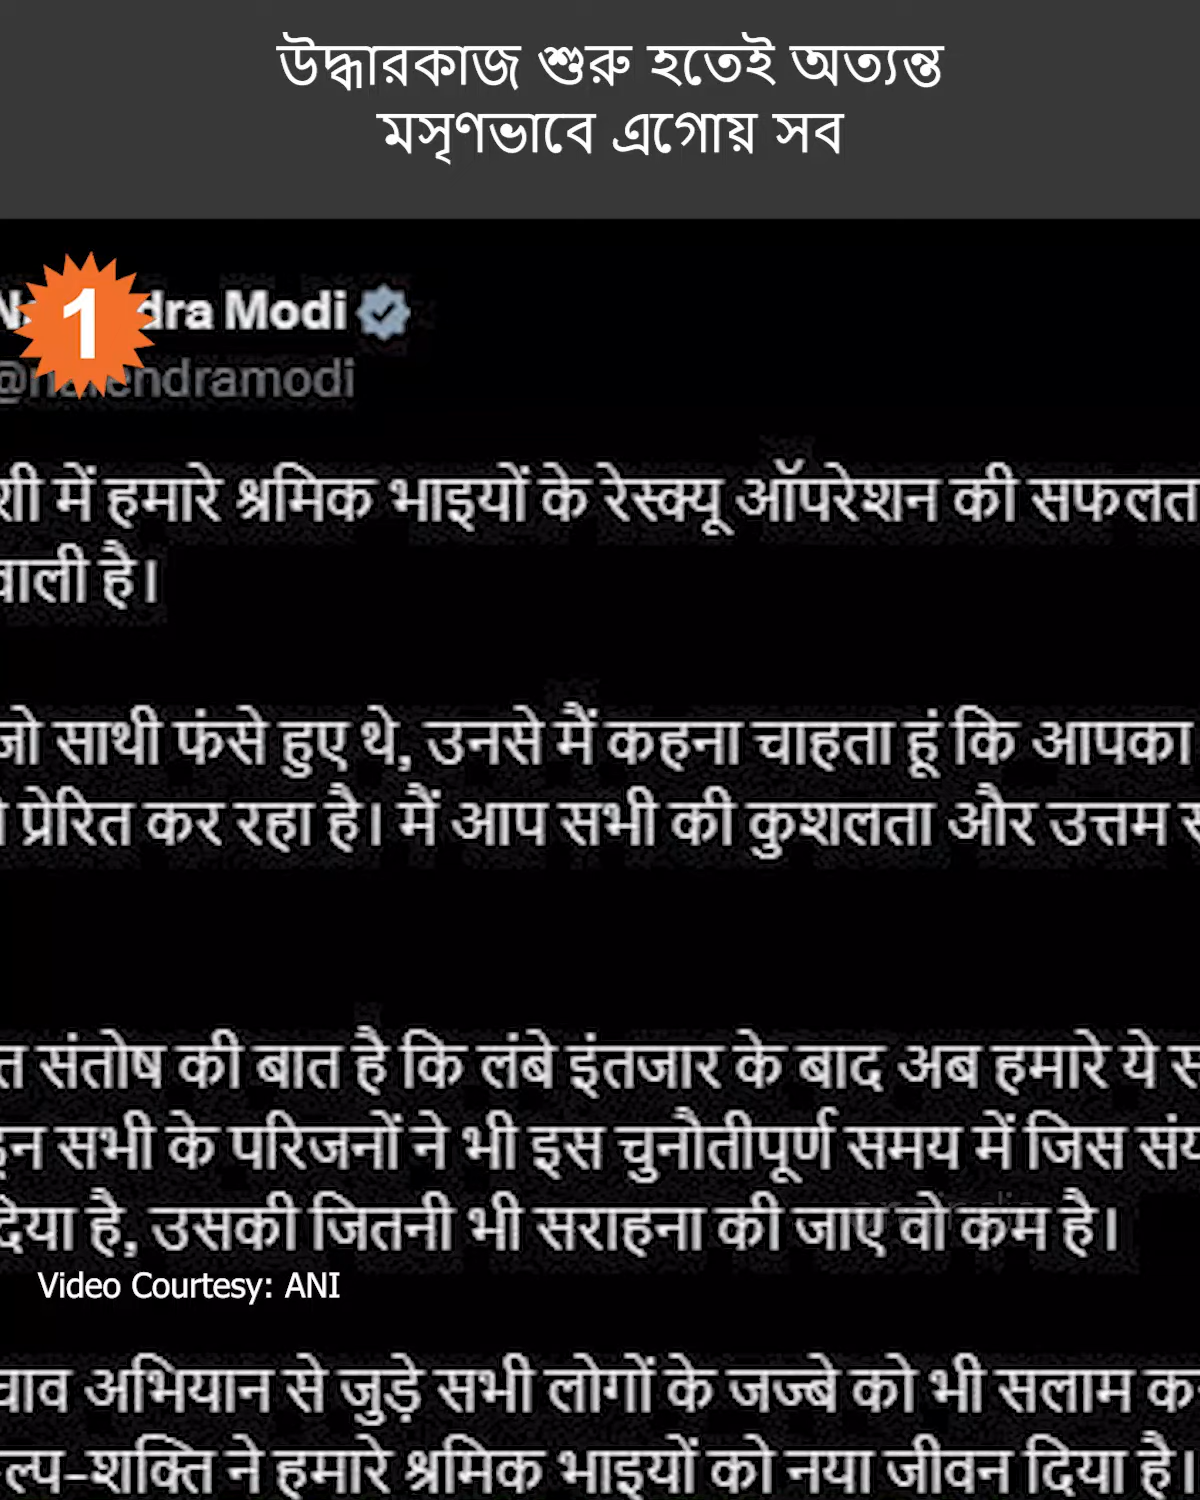 উদ্ধারকাজ শুরু হতেই অত্যন্ত
মসৃণভাবে এগোয় সব
1
Modi
में हमारे श्रमिक भाइयों के रेस्क्यू ऑपरेशन की सफलता
वाली है।
जो साथी फंसे हुए थे, उनसे मैं कहना चाहता हूं कि आपका
प्रेरित कर रहा है। मैं आप सभी की कुशलता और उत्तम
संतोष की बात है कि लंबे इंतजार के बाद अब हमारे ये
सभी के परिजनों ने भी इस चुनौतीपूर्ण समय में जिस
दिया है, उसकी जितनी भी सराहना की जाए वो कम है।
Video Courtesy: ANI
अभियान से जुड़े सभी लोगों के जज्बे को भी सलाम
शक्ति ने हमारे श्रमिक भाइयों को नया जीवन दिया है।